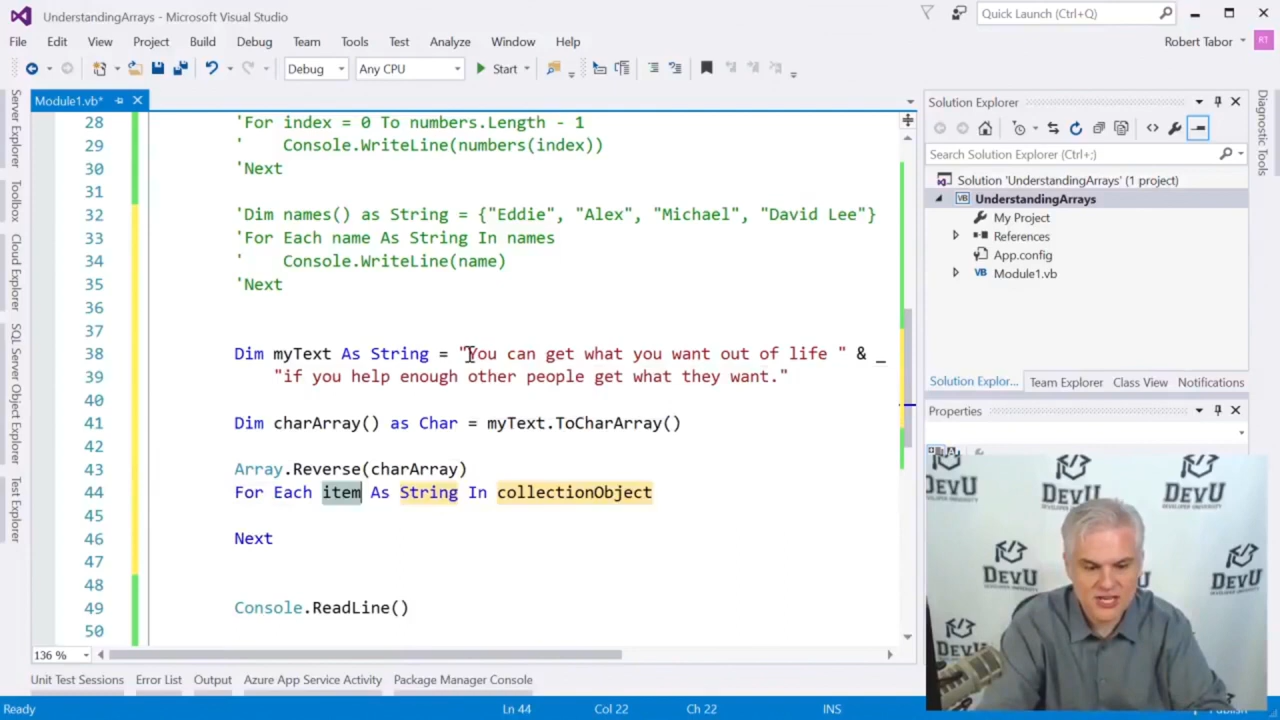 UnderstandingArrays - Microsoft Visual Studio
Quick Launch (Ctrl+Q)
File Edit View Project Build Debug Team Tools Test Analyze Window Help
Robert Tabor RT
Debug Any CPU Start
Module1.vb*
28 'For index = 0 To numbers.Length - 1
29 ' Console.WriteLine(numbers(index))
30 'Next
31
32 'Dim names() as String = {"Eddie", "Alex", "Michael", "David Lee"}
33 'For Each name As String In names
34 ' Console.WriteLine(name)
35 'Next
36
37
38 Dim myText As String = "You can get what you want out of life " & _
39 "if you help enough other people get what they want."
40
41 Dim charArray() as Char = myText.ToCharArray()
42
43 Array.Reverse(charArray)
44 For Each item As String In collectionObject
45
46 Next
47
48
49 Console.ReadLine()
50
136 %
Server Explorer
Toolbox
Cloud Explorer
SQL Server Object Explorer
Test Explorer
Solution Explorer
Search Solution Explorer (Ctrl+;)
Solution 'UnderstandingArrays' (1 project)
UnderstandingArrays
My Project
References
App.config
Module1.vb
Solution Explor... Team Explorer Class View Notifications
Properties
Diagnostic Tools
DEVU
DEVU
DEVU
DEVU
DEVELOPER UNIVERSITY
DEVU
DEVELOPER UNIVERSITY
Unit Test Sessions Error List Output Azure App Service Activity Package Manager Console
Ready Ln 44 Col 22 Ch 22 INS